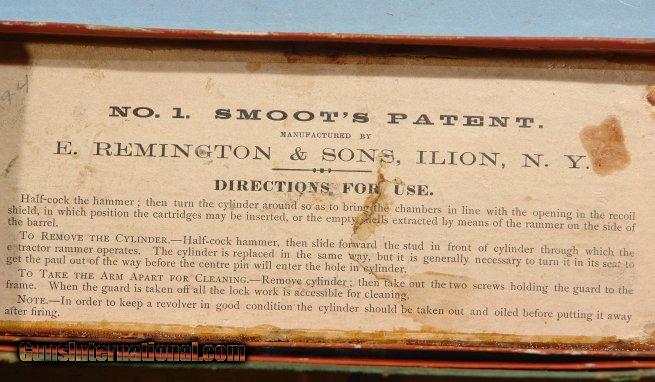 NO. 1. SMOOT'S PATENT.
MANUFACTURED BY
E. REMINGTON & SONS, ILION, N. Y.
DIRECTIONS FOR USE.
Half-cock the hammer; then turn the cylinder around so as to bring the chambers in line with the opening in the recoil
shield, in which position the cartridges may be inserted, or the empty shells extracted by means of the rammer on the side of
the barrel.
To Remove the Cylinder.—Half-cock hammer, then slide forward the stud in front of cylinder through which the
extractor rammer operates. The cylinder is replaced in the same way, but it is generally necessary to turn it in its seat to
get the paul out of the way before the centre pin will enter the hole in cylinder.
To Take the Arm Apart for Cleaning.—Remove cylinder; then take out the two screws holding the guard to the
frame. When the guard is taken off all the lock work is accessible for cleaning.
Note.—In order to keep a revolver in good condition the cylinder should be taken out and oiled before putting it away
after firing.
GunsInternational.com